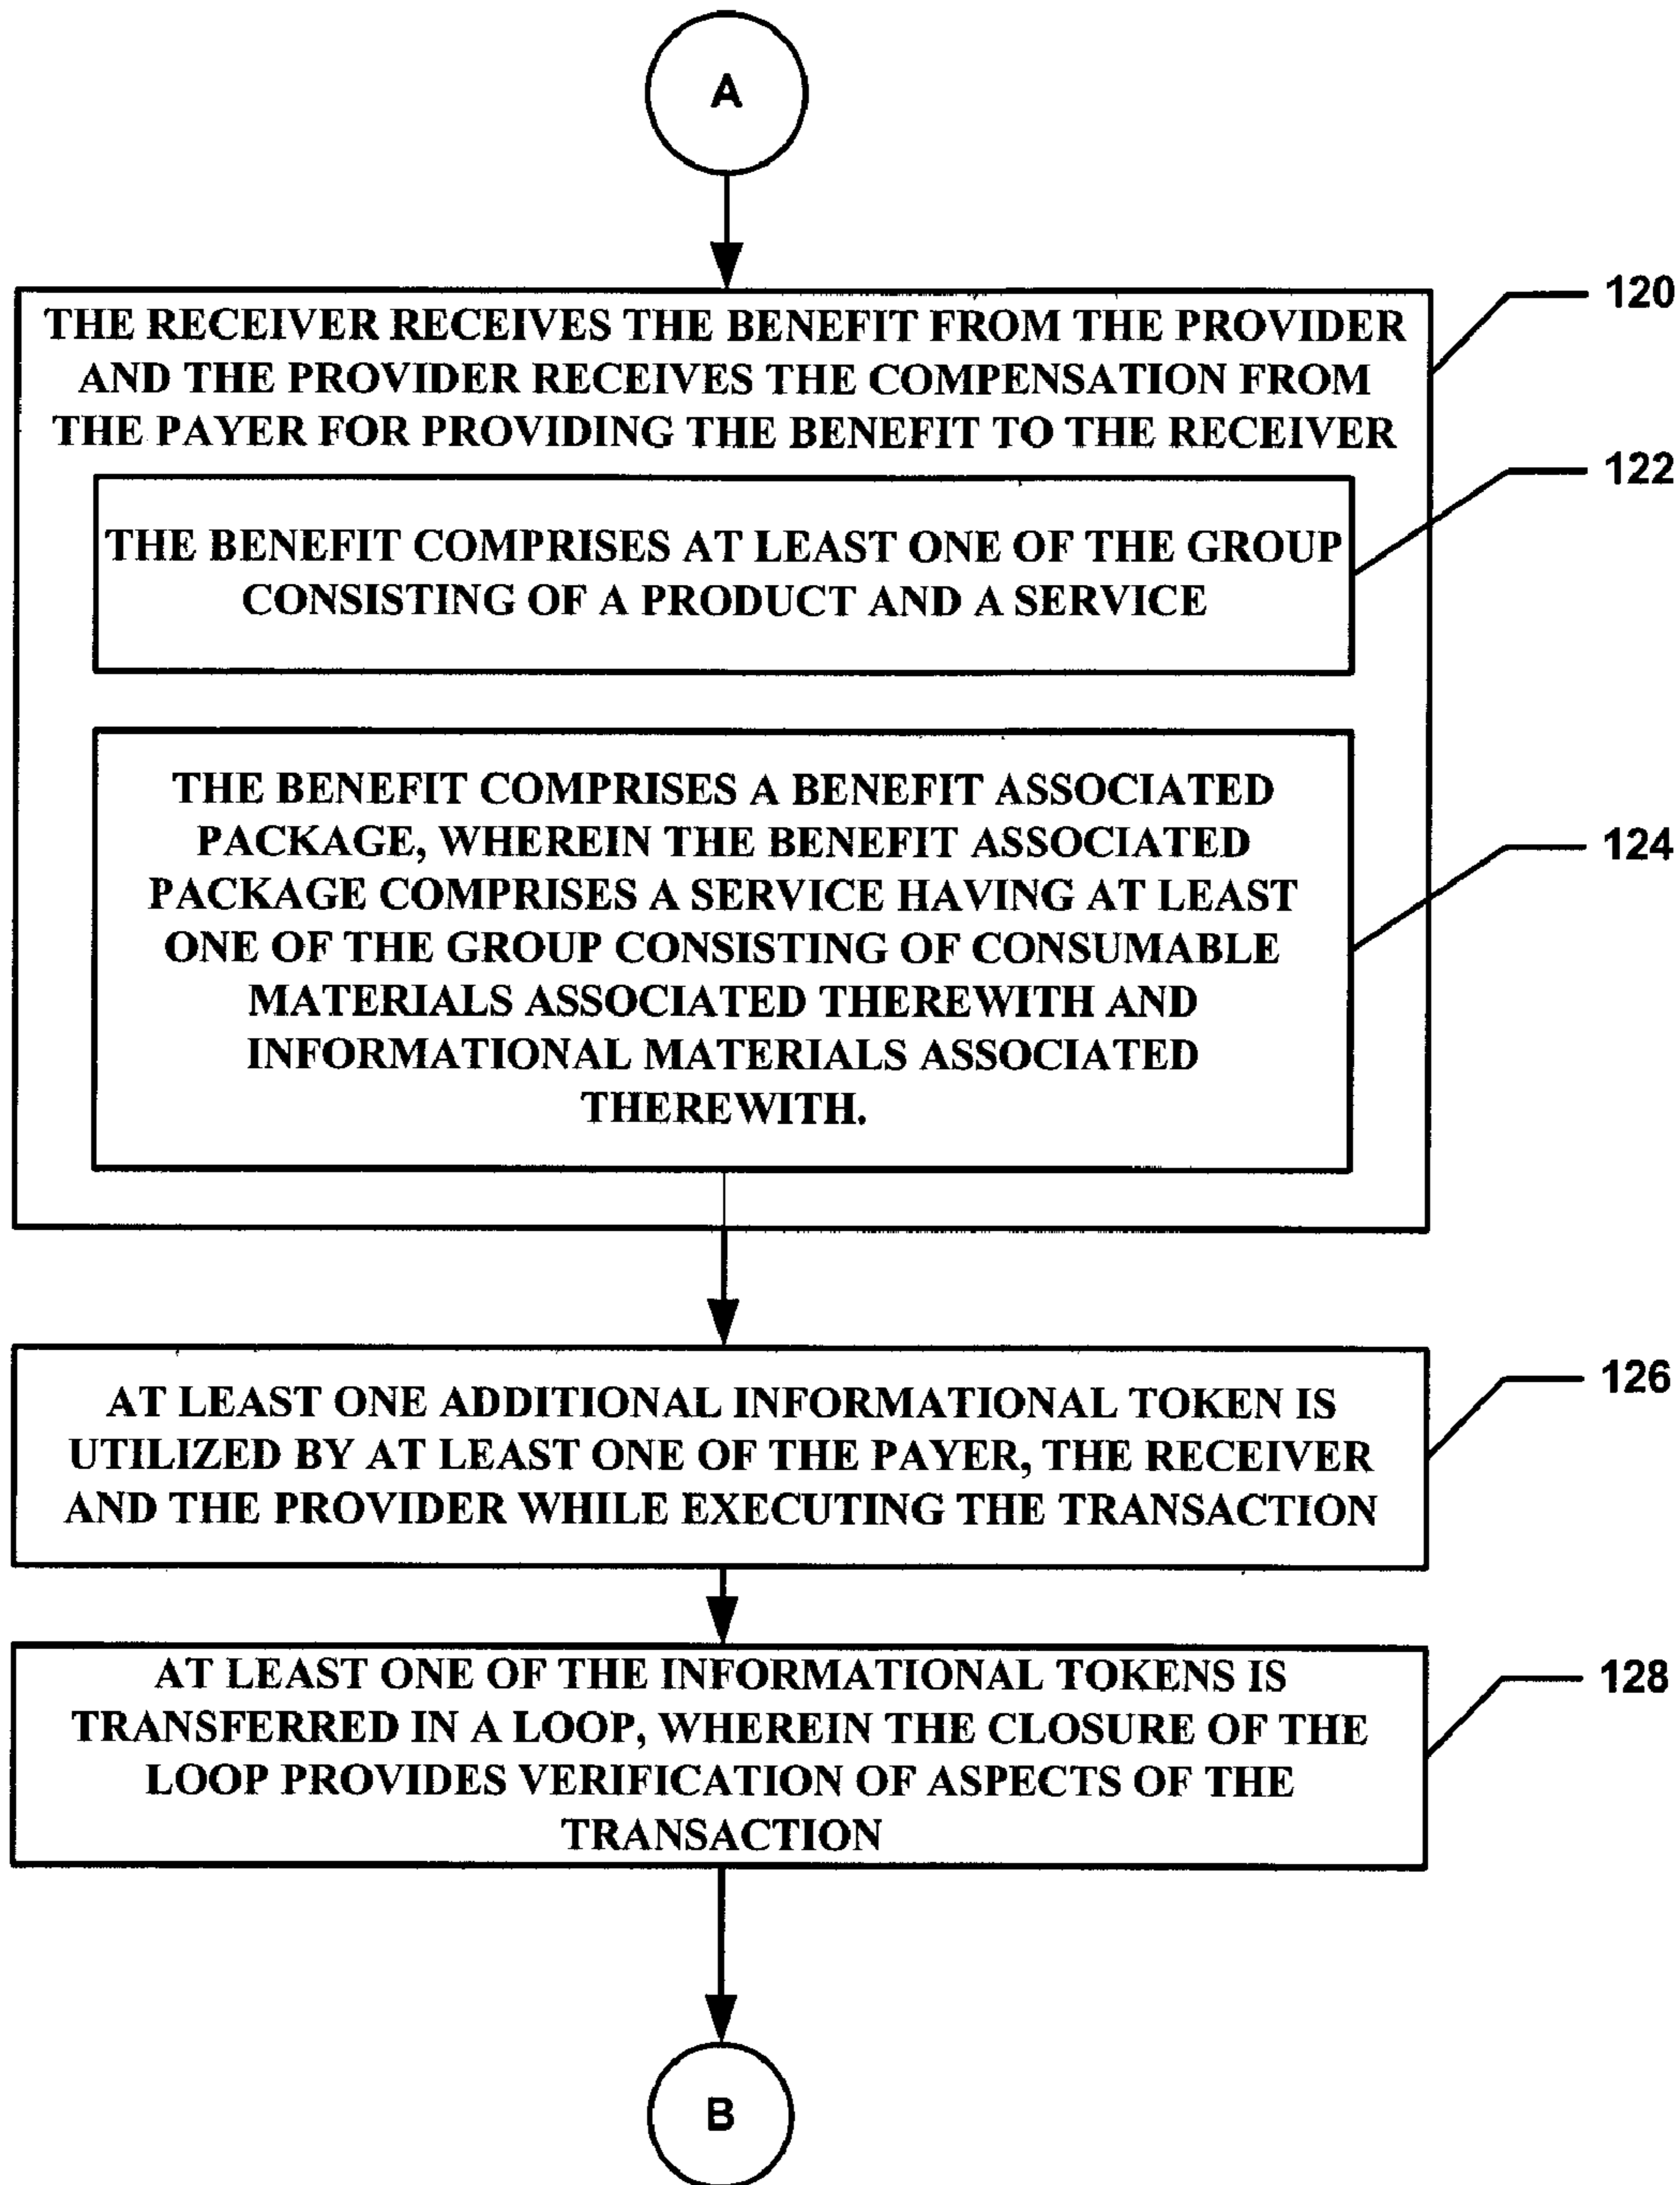 A
120
THE RECEIVER RECEIVES THE BENEFIT FROM THE PROVIDER
AND THE PROVIDER RECEIVES THE COMPENSATION FROM
THE PAYER FOR PROVIDING THE BENEFIT TO THE RECEIVER
122
THE BENEFIT COMPRISES AT LEAST ONE OF THE GROUP
CONSISTING OF A PRODUCT AND A SERVICE
124
THE BENEFIT COMPRISES A BENEFIT ASSOCIATED
PACKAGE, WHEREIN THE BENEFIT ASSOCIATED
PACKAGE COMPRISES A SERVICE HAVING AT LEAST
ONE OF THE GROUP CONSISTING OF CONSUMABLE
MATERIALS ASSOCIATED THEREWITH AND
INFORMATIONAL MATERIALS ASSOCIATED
THEREWITH.
126
AT LEAST ONE ADDITIONAL INFORMATIONAL TOKEN IS
UTILIZED BY AT LEAST ONE OF THE PAYER, THE RECEIVER
AND THE PROVIDER WHILE EXECUTING THE TRANSACTION
128
AT LEAST ONE OF THE INFORMATIONAL TOKENS IS
TRANSFERRED IN A LOOP, WHEREIN THE CLOSURE OF THE
LOOP PROVIDES VERIFICATION OF ASPECTS OF THE
TRANSACTION
B